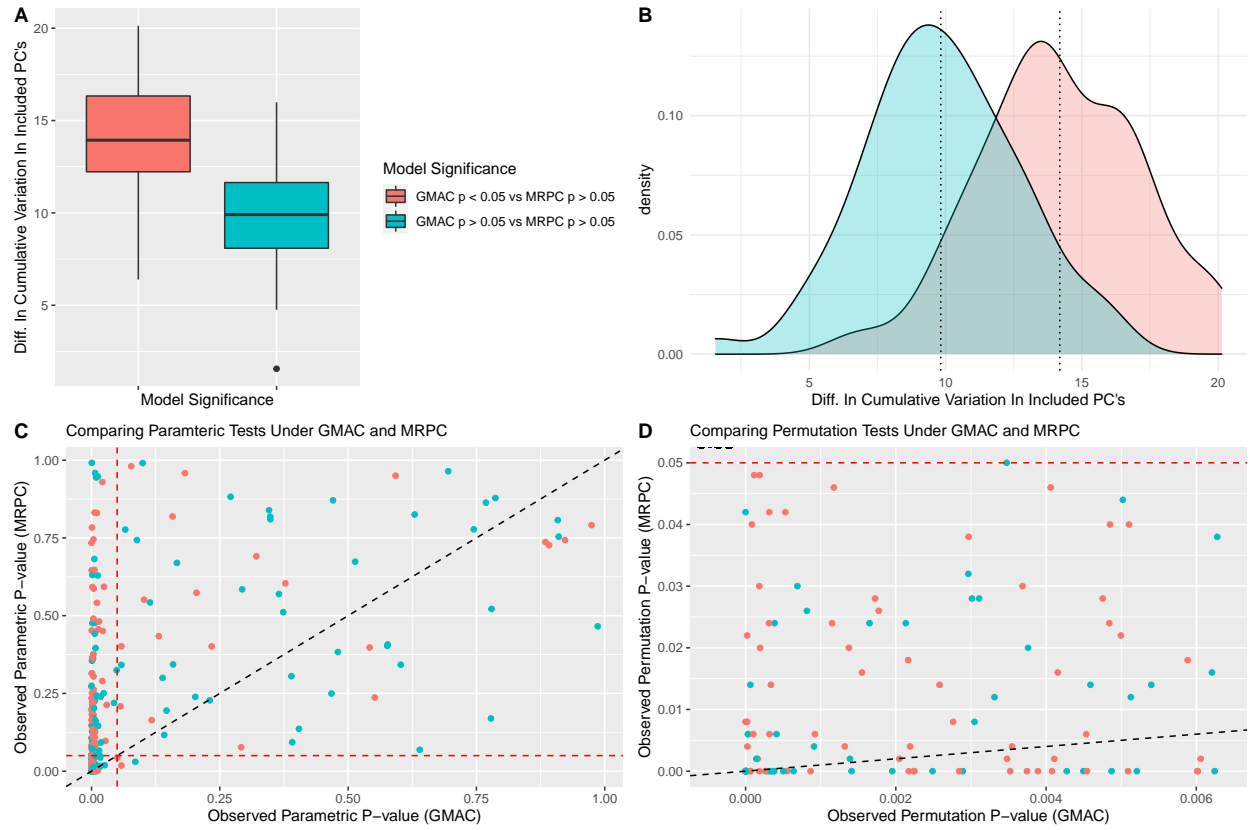 A
Diff. In Cumulative Variation In Included PC's
20
15
10
5
Model Significance
Model Significance
GMAC p < 0.05 vs MRPC p > 0.05
GMAC p > 0.05 vs MRPC p > 0.05
B
density
0.10
0.05
0.00
5
10
15
20
Diff. In Cumulative Variation In Included PC's
C
Comparing Paramteric Tests Under GMAC and MRPC
Observed Parametric P−value (MRPC)
1.00
0.75
0.50
0.25
0.00
0.00
0.25
0.50
0.75
1.00
Observed Parametric P−value (GMAC)
D
Comparing Permutation Tests Under GMAC and MRPC
Observed Permutation P−value (MRPC)
0.05
0.04
0.03
0.02
0.01
0.00
0.000
0.002
0.004
0.006
Observed Permutation P−value (GMAC)